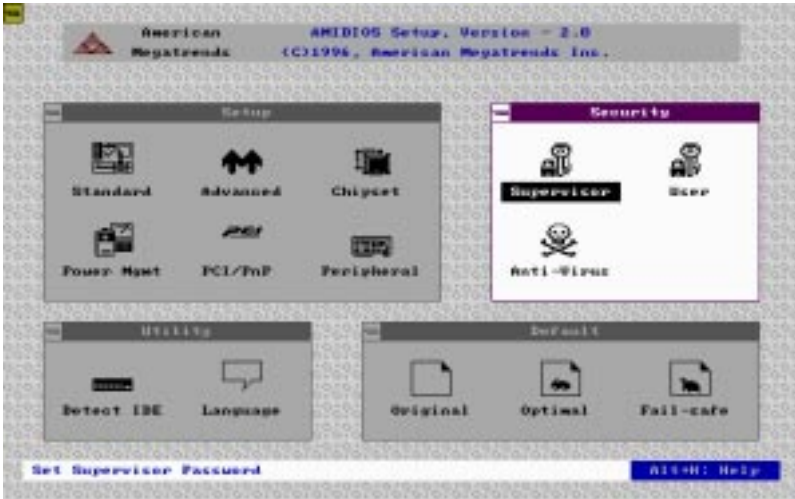 American
Megatrends
AMIBIOS Setup, Version - 2.0
(C)1996, American Megatrends Inc.
Setup
Standard
Advanced
Chipset
Power Mgmt
PCI
PCI/PnP
Peripheral
Security
Supervisor
User
Anti-Virus
Utility
Detect IDE
Language
Default
Original
Optimal
Fail-safe
Set Supervisor Password
Alt+H: Help